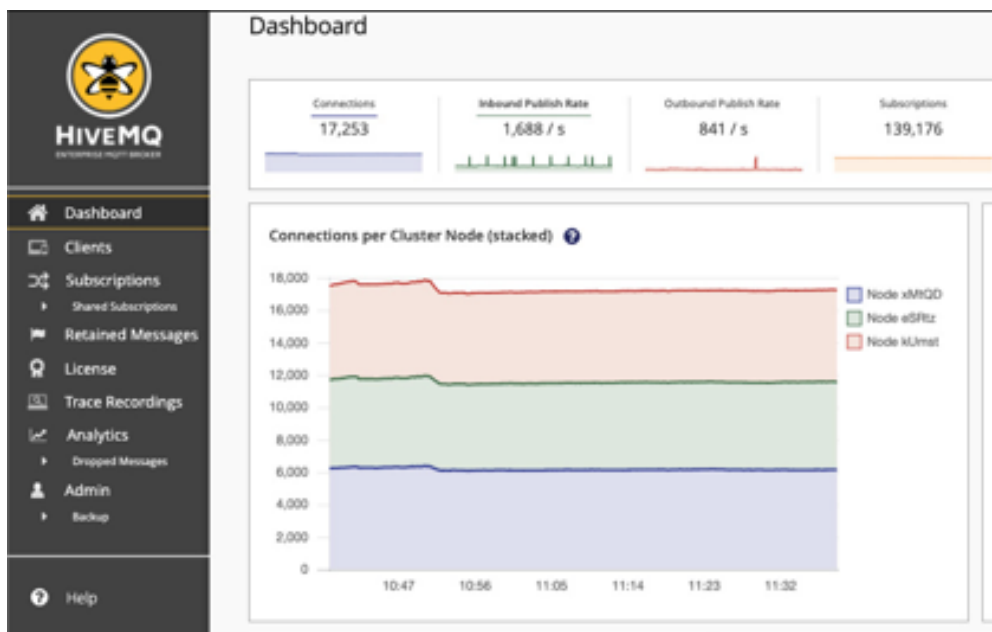 Dashboard
HIVEMQ
ENTERPRISE MQTT BROKER
Dashboard
Clients
Subscriptions
Shared Subscriptions
Retained Messages
License
Trace Recordings
Analytics
Dropped Messages
Admin
Backup
Help
Connections
17,253
Inbound Publish Rate
1,688 / s
Outbound Publish Rate
841 / s
Subscriptions
139,176
Connections per Cluster Node (stacked) ?
18,000
16,000
14,000
12,000
10,000
8,000
6,000
4,000
2,000
0
10:47 10:56 11:05 11:14 11:23 11:32
Node xMtQD
Node eSRtz
Node kUmst